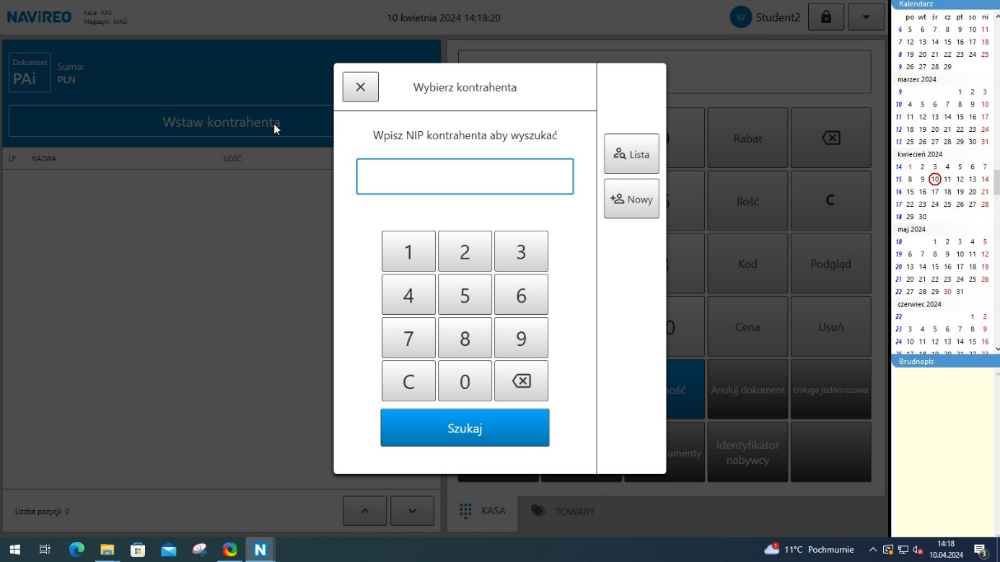 NAVIREO
Kasa: KAS
Magazyn: MAG
10 kwietnia 2024 14:18:20
S2 Student2
Dokument
PAi
Suma:
PLN
Wstaw kontrahenta
LP NAZWA ILOŚĆ
Liczba pozycji: 0
Wybierz kontrahenta
Wpisz NIP kontrahenta aby wyszukać
1 2 3
4 5 6
7 8 9
C 0
Szukaj
Lista
Nowy
Rabat
Ilość C
Kod Podgląd
0 Cena Usuń
Anuluj dokument Usługa jednorazowa
Identyfikator
nabywcy
KASA TOWARY
Kalendarz
po wt śr cz pt so ni
6 5 6 7 8 9 10 11
7 12 13 14 15 16 17 18
8 19 20 21 22 23 24 25
9 26 27 28 29
marzec 2024
9 1 2 3
10 4 5 6 7 8 9 10
11 11 12 13 14 15 16 17
12 18 19 20 21 22 23 24
13 25 26 27 28 29 30 31
kwiecień 2024
14 1 2 3 4 5 6 7
15 8 9 10 11 12 13 14
16 15 16 17 18 19 20 21
17 22 23 24 25 26 27 28
18 29 30
maj 2024
18 1 2 3 4 5
19 6 7 8 9 10 11 12
20 13 14 15 16 17 18 19
21 20 21 22 23 24 25 26
22 27 28 29 30 31
czerwiec 2024
22 1 2
23 3 4 5 6 7 8 9
24 10 11 12 13 14 15 16
Brudnopis
N
1
11°C Pochmurnie
14:18
10.04.2024
3